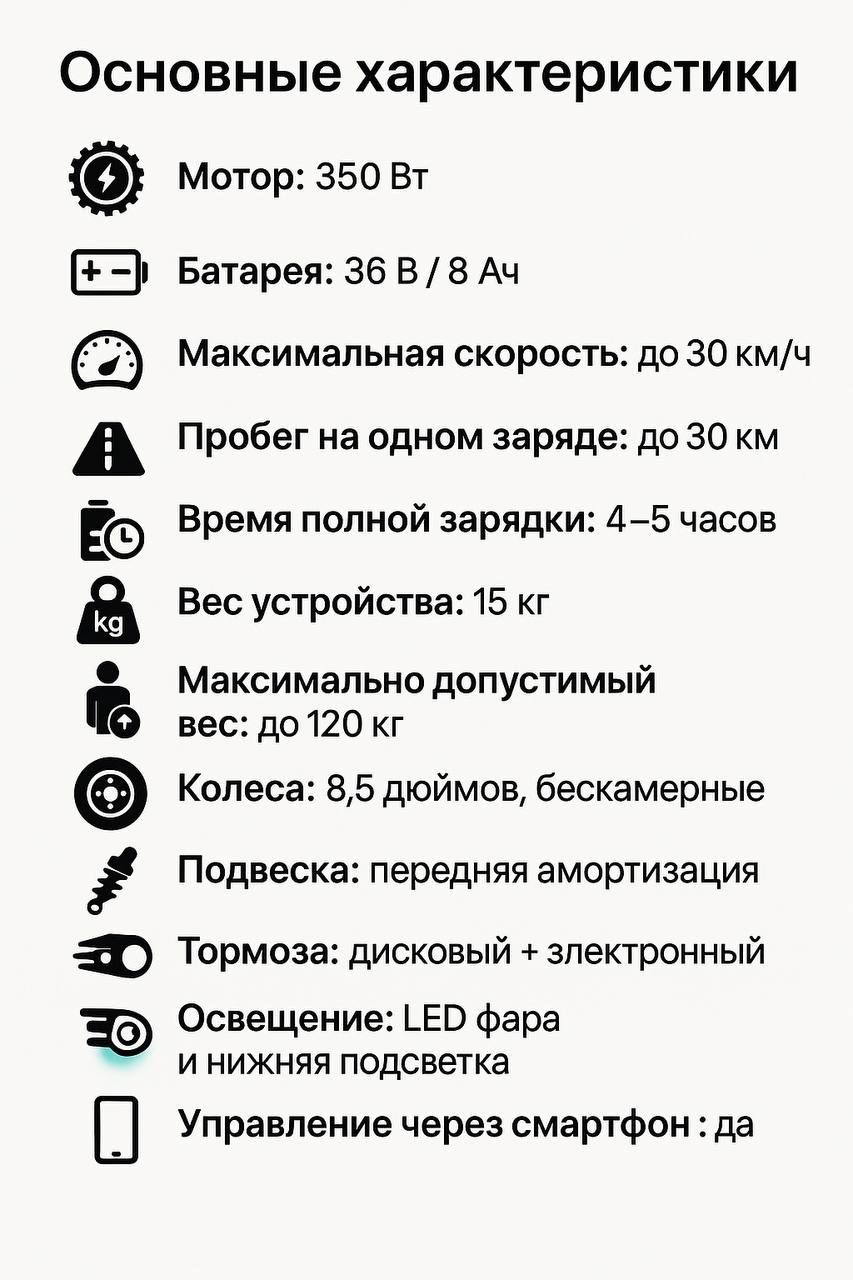 Основные характеристики
Мотор: 350 Вт
Батарея: 36 В / 8 Ач
Максимальная скорость: до 30 км/ч
Пробег на одном заряде: до 30 км
Время полной зарядки: 4–5 часов
Вес устройства: 15 кг
kg
Максимально допустимый
вес: до 120 кг
Колеса: 8,5 дюймов, бескамерные
Подвеска: передняя амортизация
Тормоза: дисковый + злектронный
Освещение: LED фара
и нижняя подсветка
Управление через смартфон : да